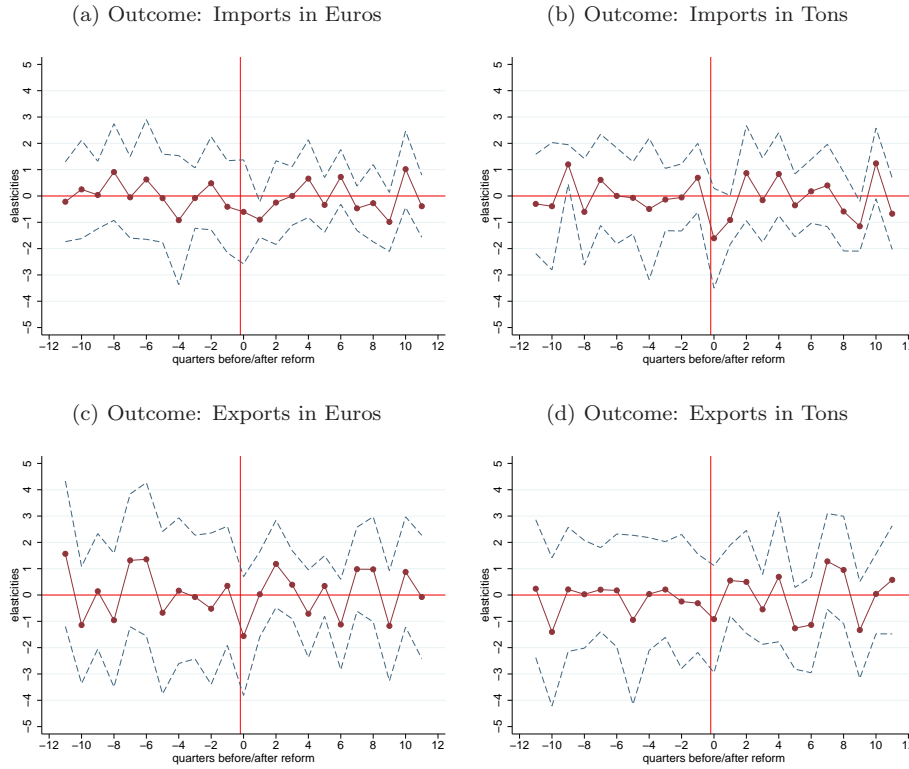 (a) Outcome: Imports in Euros
5
4
3
2
1
0
−1
−2
−3
−4
−5
elasticities
−12 −10 −8 −6 −4 −2 0 2 4 6 8 10 12
quarters before/after reform
(b) Outcome: Imports in Tons
5
4
3
2
1
0
−1
−2
−3
−4
−5
elasticities
−12 −10 −8 −6 −4 −2 0 2 4 6 8 10
quarters before/after reform
(c) Outcome: Exports in Euros
5
4
3
2
1
0
−1
−2
−3
−4
−5
elasticities
−12 −10 −8 −6 −4 −2 0 2 4 6 8 10 12
quarters before/after reform
(d) Outcome: Exports in Tons
5
4
3
2
1
0
−1
−2
−3
−4
−5
elasticities
−12 −10 −8 −6 −4 −2 0 2 4 6 8 10
quarters before/after reform